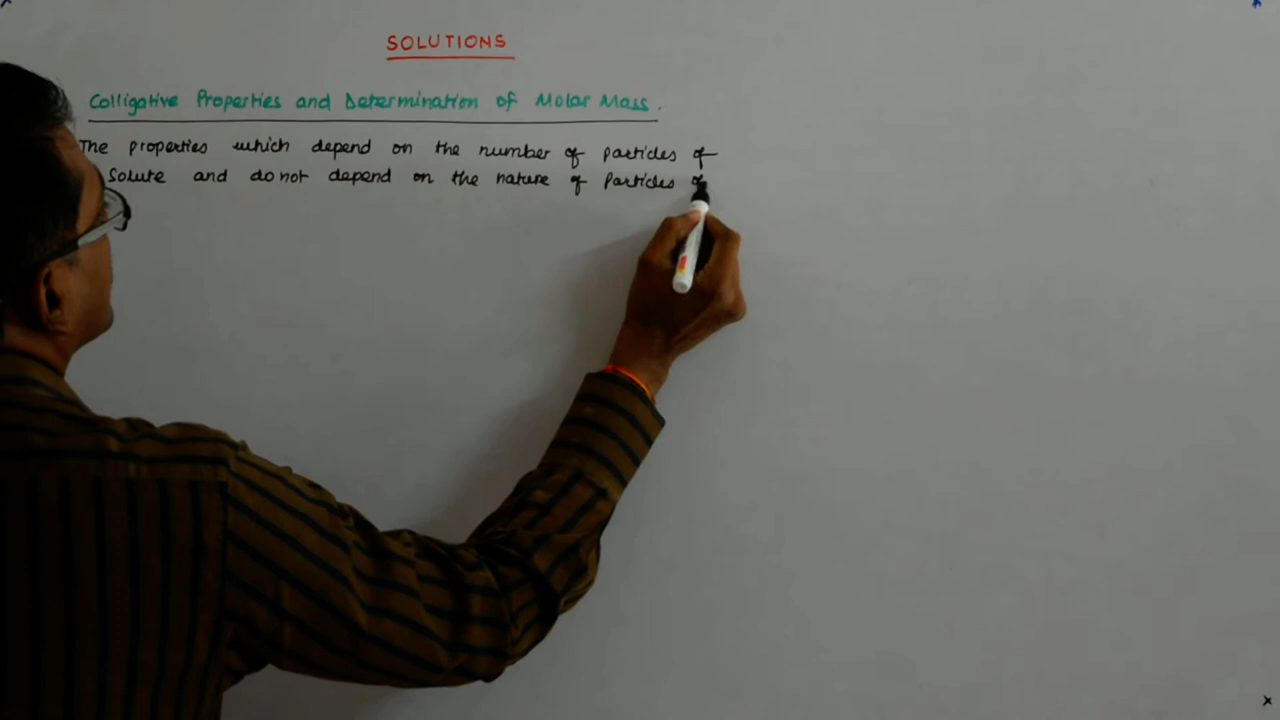 SOLUTIONS
Colligative Properties and Determination of Molar Mass.
The properties which depend on the number of particles of
Solute and do not depend on the nature of Particles of